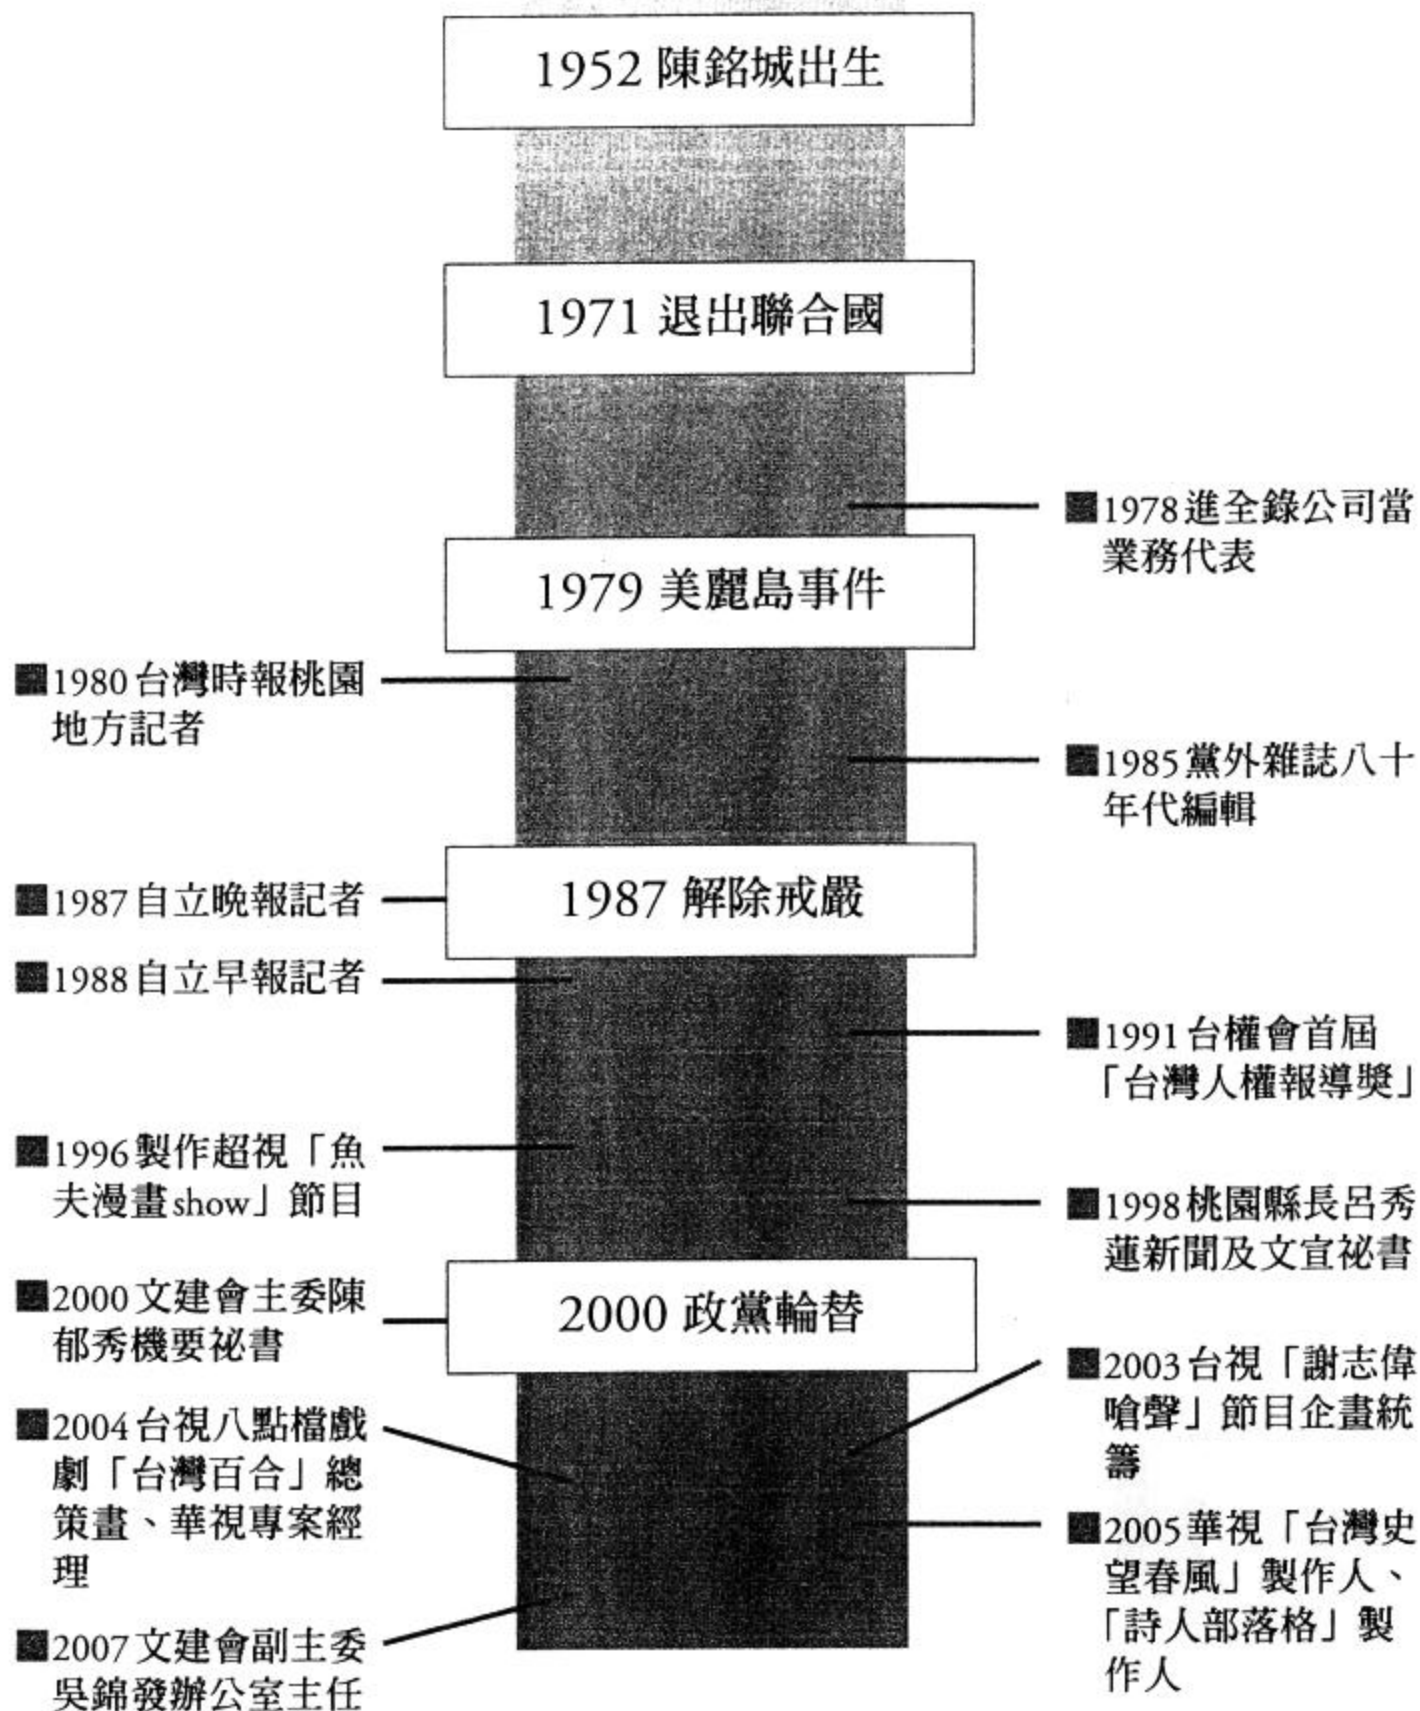 1952 陳銘城出生
1971 退出聯合國
■1978進全錄公司當
業務代表
1979 美麗島事件
■1980台灣時報桃園
地方記者
■1985黨外雜誌八十
年代編輯
1987 解除戒嚴
■1987自立晚報記者
■1988自立早報記者
■1991台權會首屆
「台灣人權報導獎」
■1996製作超視「魚
夫漫畫show」節目
■1998桃園縣長呂秀
蓮新聞及文宣祕書
2000 政黨輪替
■2000文建會主委陳
郁秀機要祕書
■2003台視「謝志偉
嗆聲」節目企畫統
籌
■2004台視八點檔戲
劇「台灣百合」總
策畫、華視專案經
理
■2005華視「台灣史
望春風」製作人、
「詩人部落格」製
作人
■2007文建會副主委
吳錦發辦公室主任